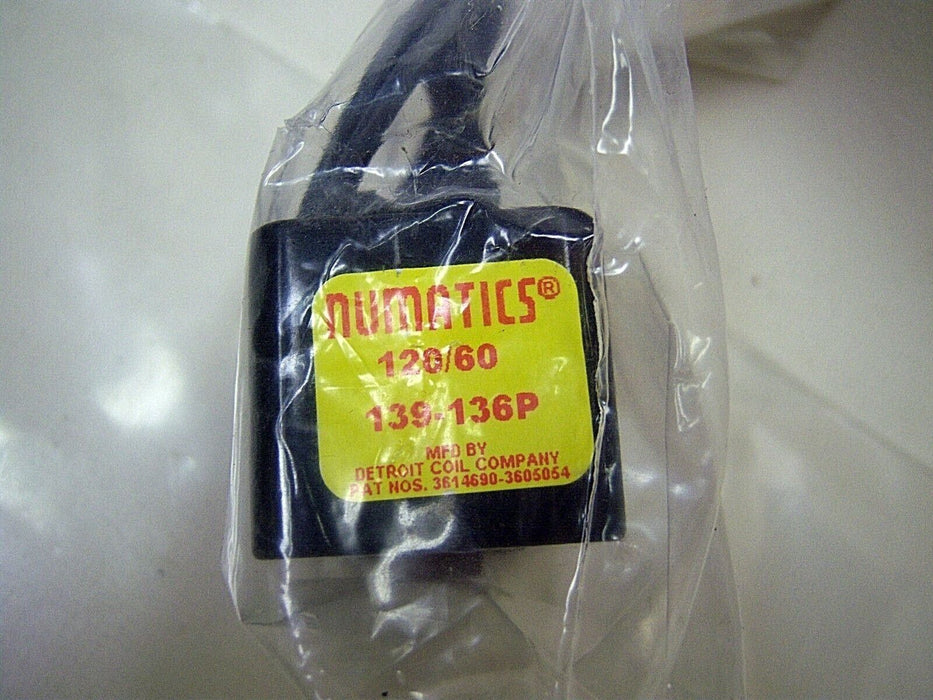 NUMATICS®
120/60
139-136P
MFD BY
DETROIT COIL COMPANY
PAT NOS. 3614690-3605054